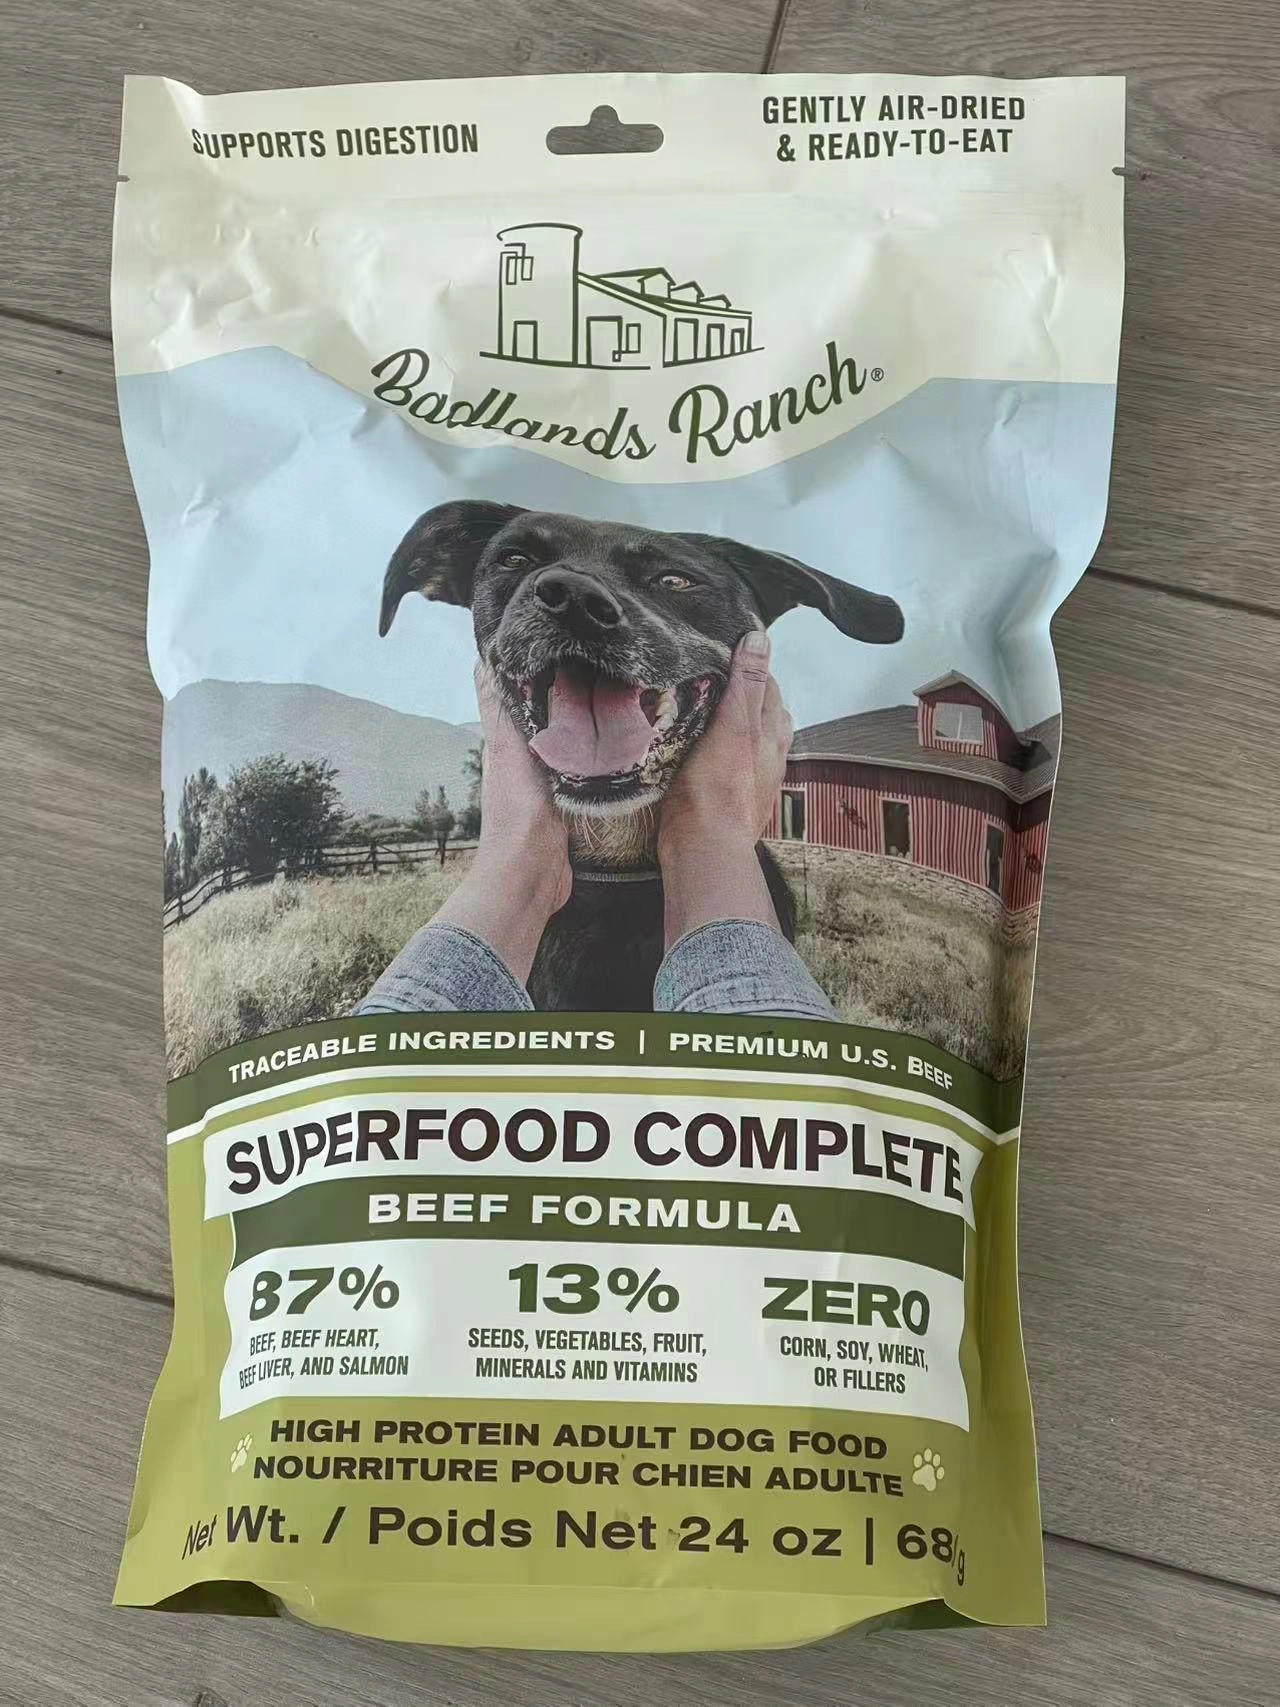 SUPPORTS DIGESTION
GENTLY AIR-DRIED
& READY-TO-EAT
Badlands Ranch®
TRACEABLE INGREDIENTS | PREMIUM U.S. BEEF
SUPERFOOD COMPLETE
BEEF FORMULA
87%
BEEF, BEEF HEART,
BEEF LIVER, AND SALMON
13%
SEEDS, VEGETABLES, FRUIT,
MINERALS AND VITAMINS
ZERO
CORN, SOY, WHEAT,
OR FILLERS
HIGH PROTEIN ADULT DOG FOOD
NOURRITURE POUR CHIEN ADULTE
Net Wt. / Poids Net 24 oz |